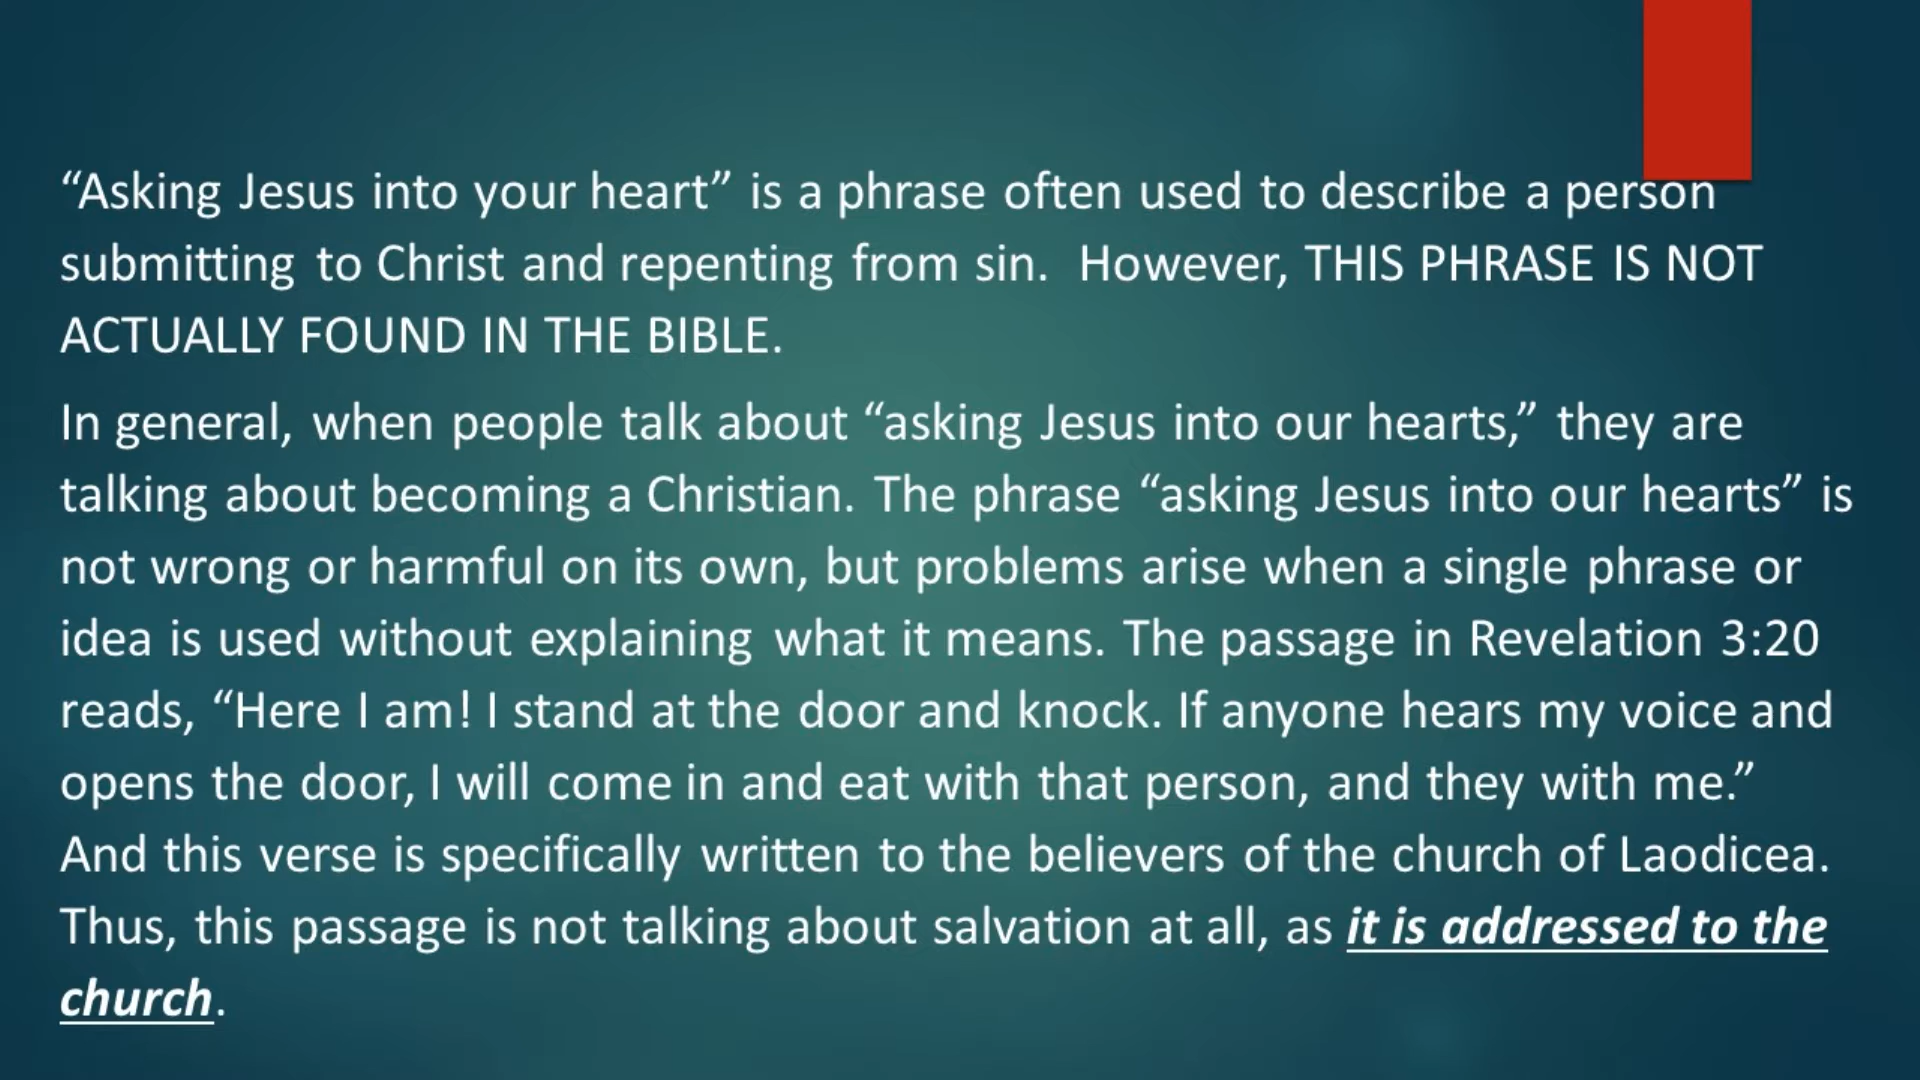 “Asking Jesus into your heart” is a phrase often used to describe a person
submitting to Christ and repenting from sin.  However, THIS PHRASE IS NOT
ACTUALLY FOUND IN THE BIBLE.
In general, when people talk about “asking Jesus into our hearts,” they are
talking about becoming a Christian. The phrase “asking Jesus into our hearts” is
not wrong or harmful on its own, but problems arise when a single phrase or
idea is used without explaining what it means. The passage in Revelation 3:20
reads, “Here I am! I stand at the door and knock. If anyone hears my voice and
opens the door, I will come in and eat with that person, and they with me.”
And this verse is specifically written to the believers of the church of Laodicea.
Thus, this passage is not talking about salvation at all, as it is addressed to the
church.